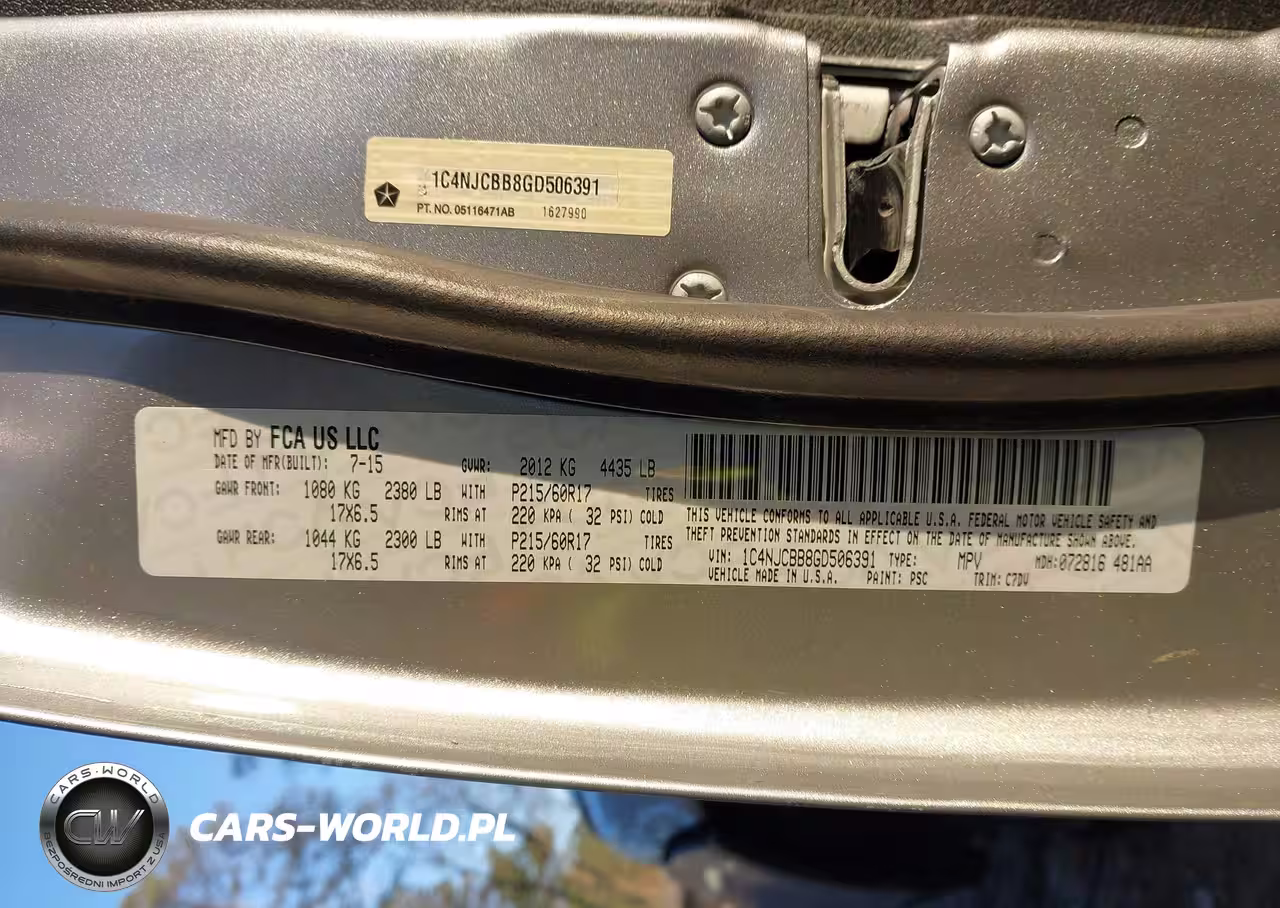 1C4NJCBB8GD506391
PT. NO. 05116471AB 1627990
MFD BY FCA US LLC
DATE OF MFR(BUILT): 7-15 GVWR: 2012 KG 4435 LB
GAWR FRONT: 1080 KG 2380 LB WITH P215/60R17 TIRES
17X6.5 RIMS AT 220 KPA ( 32 PSI) COLD
GAWR REAR: 1044 KG 2300 LB WITH P215/60R17 TIRES
17X6.5 RIMS AT 220 KPA ( 32 PSI) COLD
THIS VEHICLE CONFORMS TO ALL APPLICABLE U.S.A. FEDERAL MOTOR VEHICLE SAFETY AND
THEFT PREVENTION STANDARDS IN EFFECT ON THE DATE OF MANUFACTURE SHOWN ABOVE.
VIN: 1C4NJCBB8GD506391 TYPE: MPV MDH:072816 481AA
VEHICLE MADE IN U.S.A. PAINT: PSC TRIM: C7DV
CARS-WORLD
CW
BEZPOŚREDNI IMPORT Z USA
CARS-WORLD.PL